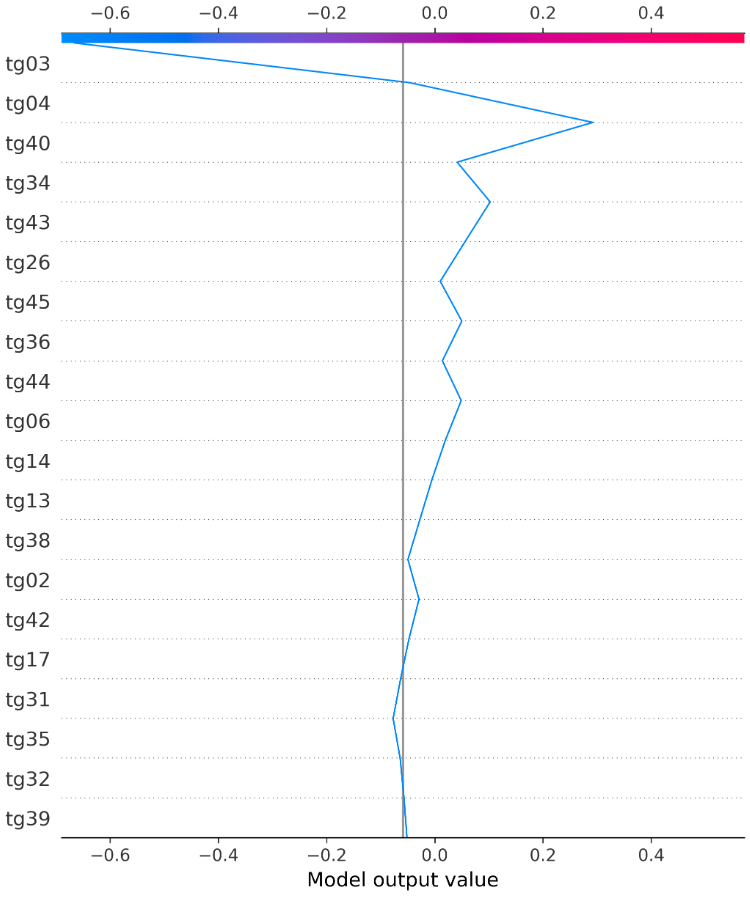 −0.6 −0.4 −0.2 0.0 0.2 0.4
tg03
tg04
tg40
tg34
tg43
tg26
tg45
tg36
tg44
tg06
tg14
tg13
tg38
tg02
tg42
tg17
tg31
tg35
tg32
tg39
−0.6 −0.4 −0.2 0.0 0.2 0.4
Model output value